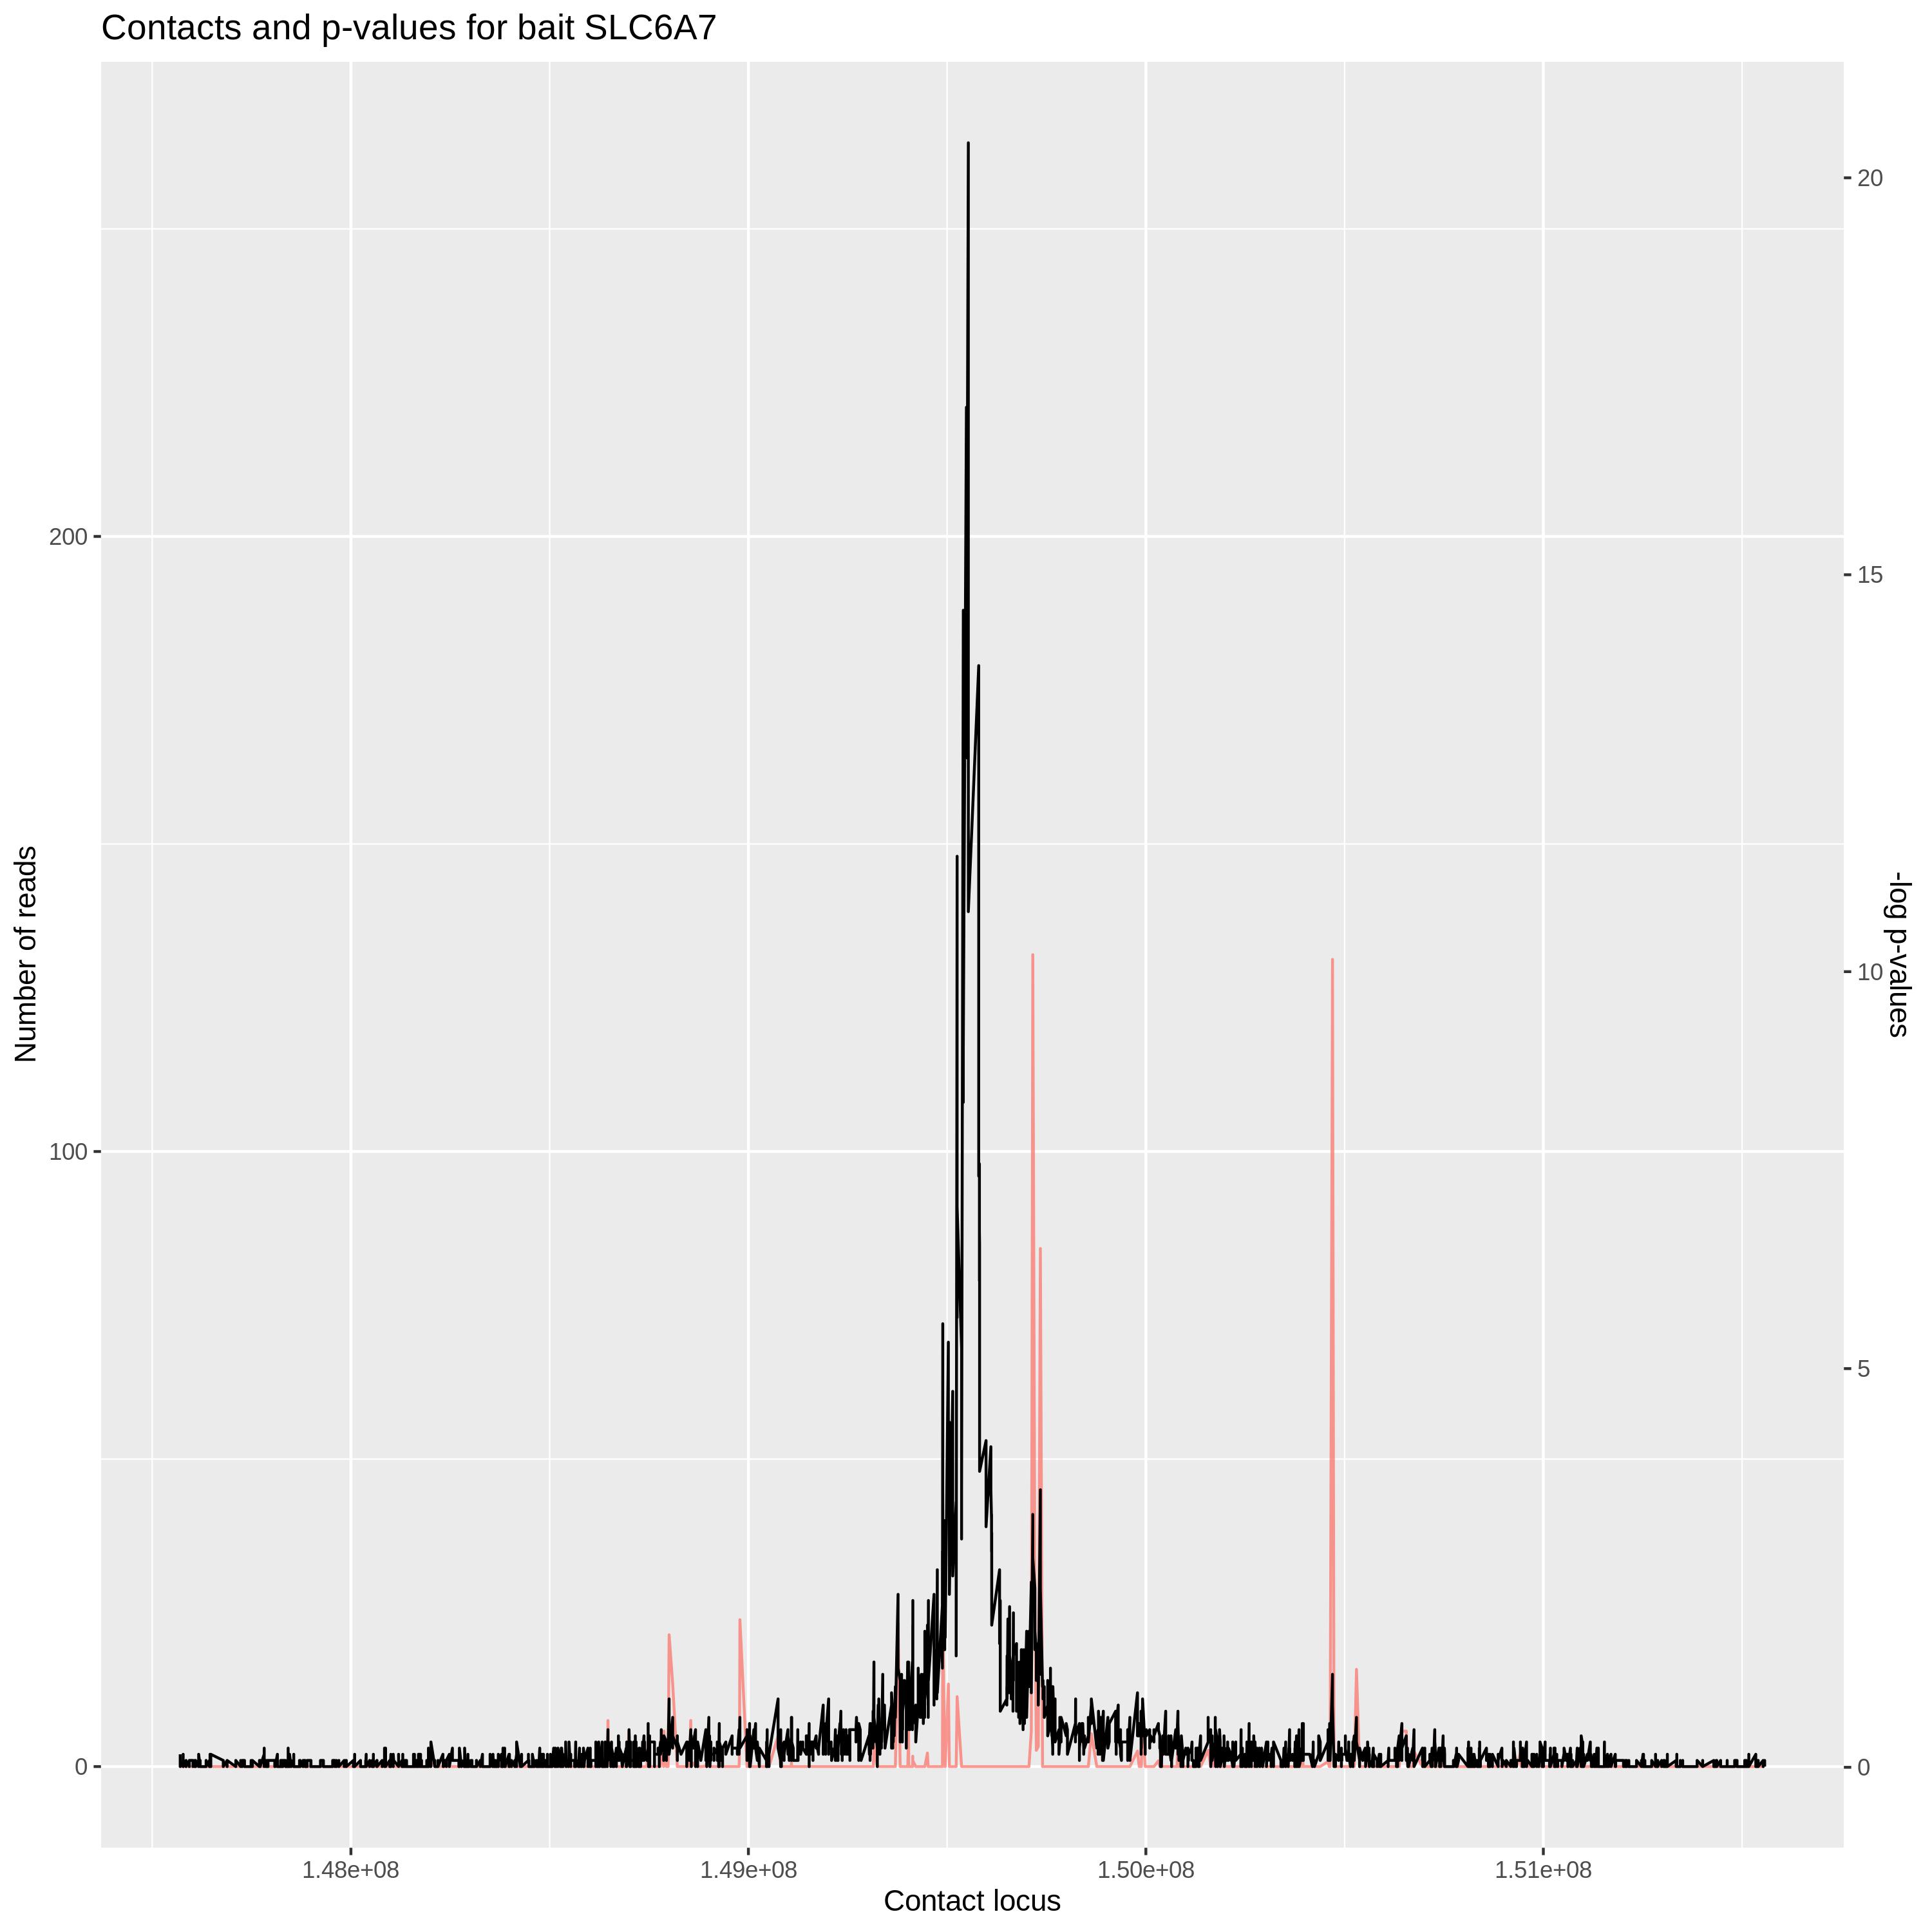 Contacts and p-values for bait SLC6A7
Number of reads
200
100
0
20
15
10
5
0
-log p-values
1.48e+08
1.49e+08
1.50e+08
1.51e+08
Contact locus